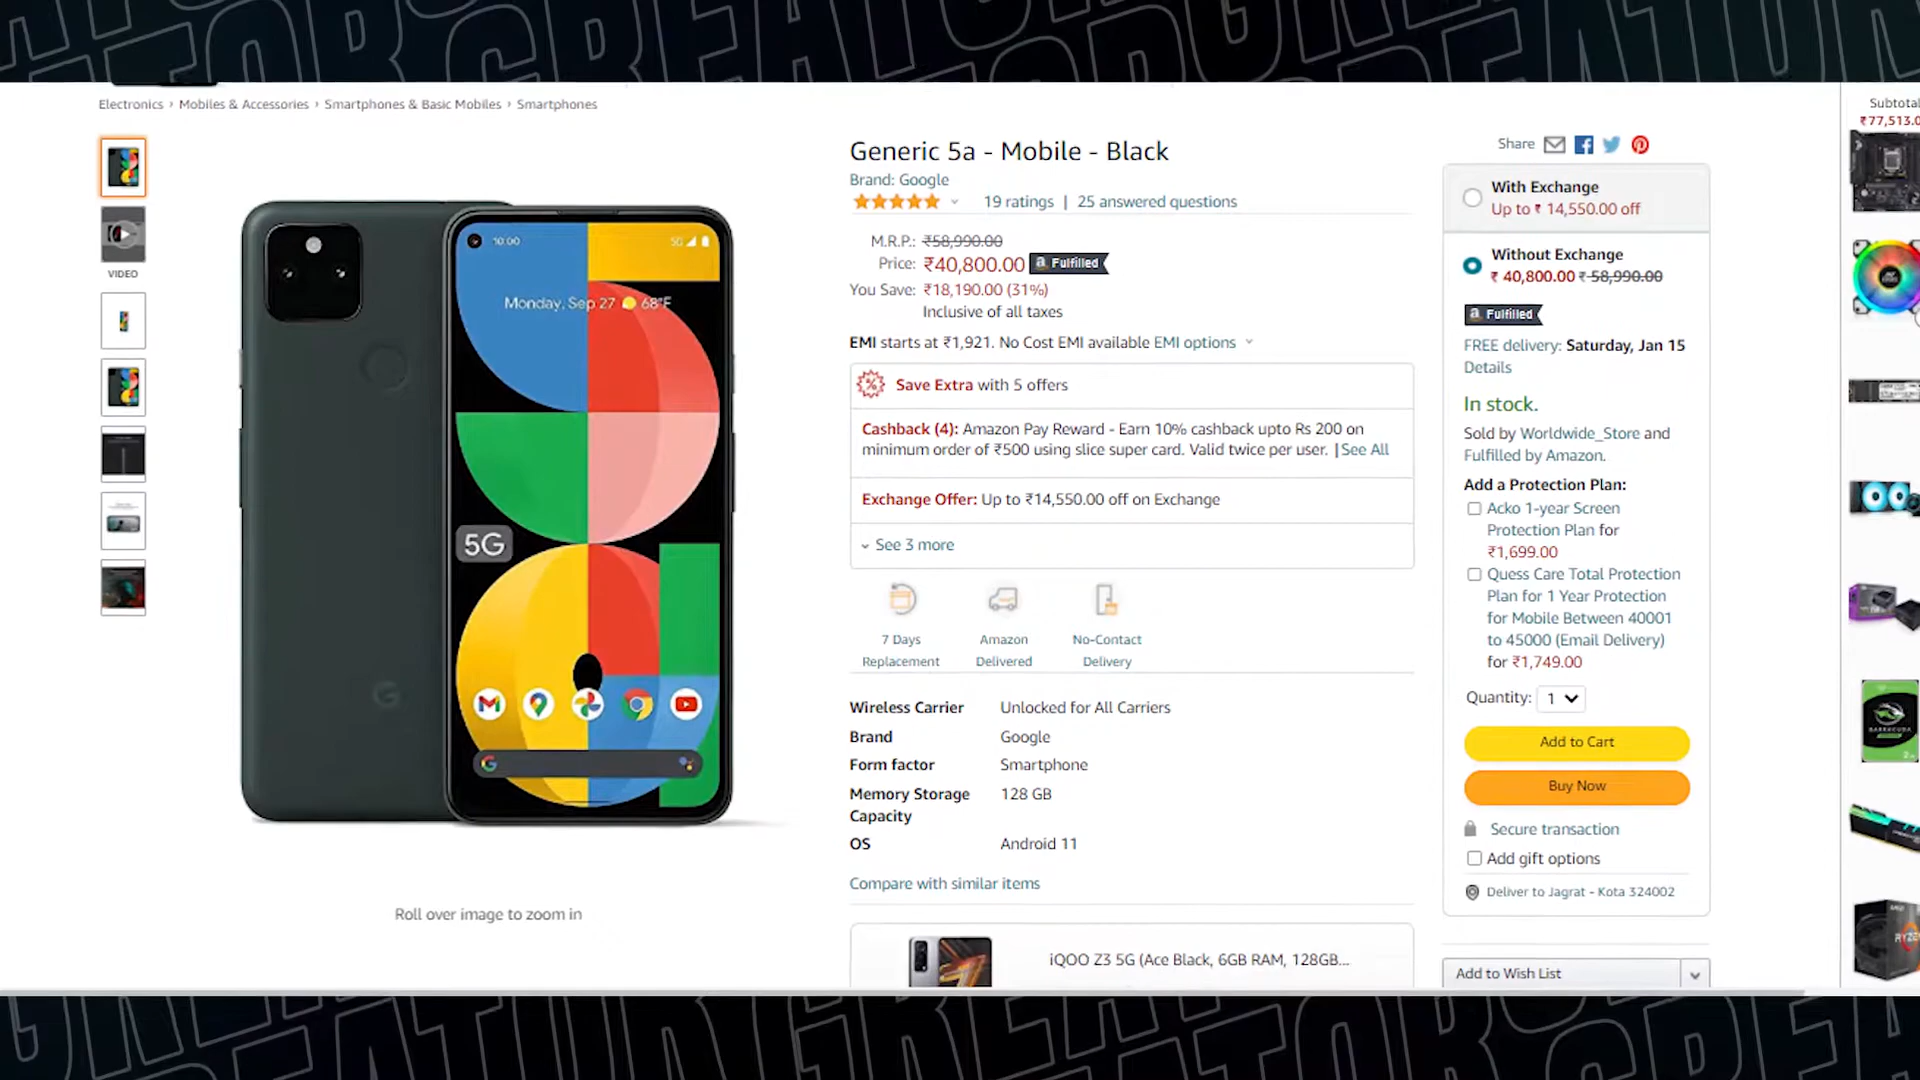 Electronics › Mobiles & Accessories › Smartphones & Basic Mobiles › Smartphones
VIDEO
10:00
5G
Monday, Sep 27 68°F
5G
Roll over image to zoom in
Generic 5a - Mobile - Black
Brand: Google
19 ratings | 25 answered questions
M.R.P.: ₹58,990.00
Price: ₹40,800.00 a Fulfilled
You Save: ₹18,190.00 (31%)
Inclusive of all taxes
EMI starts at ₹1,921. No Cost EMI available EMI options
Save Extra with 5 offers
Cashback (4): Amazon Pay Reward - Earn 10% cashback upto Rs 200 on
minimum order of ₹500 using slice super card. Valid twice per user. | See All
Exchange Offer: Up to ₹14,550.00 off on Exchange
See 3 more
7 Days
Replacement
Amazon
Delivered
No-Contact
Delivery
Wireless Carrier Unlocked for All Carriers
Brand Google
Form factor Smartphone
Memory Storage 128 GB
Capacity
OS Android 11
Compare with similar items
iQOO Z3 5G (Ace Black, 6GB RAM, 128GB...
Share
With Exchange
Up to ₹ 14,550.00 off
Without Exchange
₹ 40,800.00 ₹ 58,990.00
a Fulfilled
FREE delivery: Saturday, Jan 15
Details
In stock.
Sold by Worldwide_Store and
Fulfilled by Amazon.
Add a Protection Plan:
Acko 1-year Screen
Protection Plan for
₹1,699.00
Quess Care Total Protection
Plan for 1 Year Protection
for Mobile Between 40001
to 45000 (Email Delivery)
for ₹1,749.00
Quantity: 1
Add to Cart
Buy Now
Secure transaction
Add gift options
Deliver to Jagrat - Kota 324002
Add to Wish List
Subtotal
₹77,513.0
BARRACUDA
RYZE